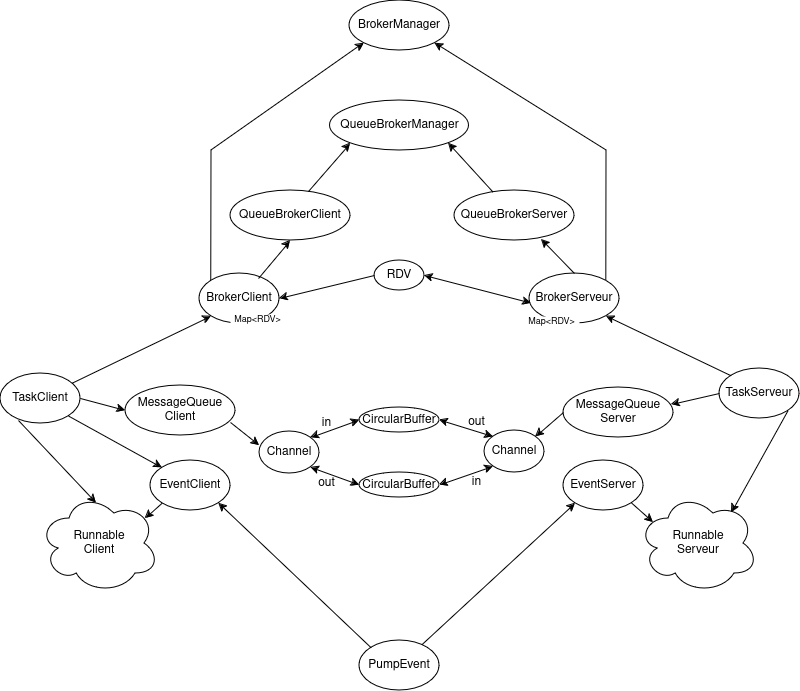 BrokerManager
QueueBrokerManager
QueueBrokerClient
QueueBrokerServer
RDV
BrokerClient
Map<RDV>
BrokerServeur
Map<RDV>
TaskClient
TaskServeur
MessageQueue
Client
MessageQueue
Server
in
CircularBuffer
out
Channel
Channel
out
CircularBuffer
in
EventClient
EventServer
Runnable
Client
Runnable
Serveur
PumpEvent